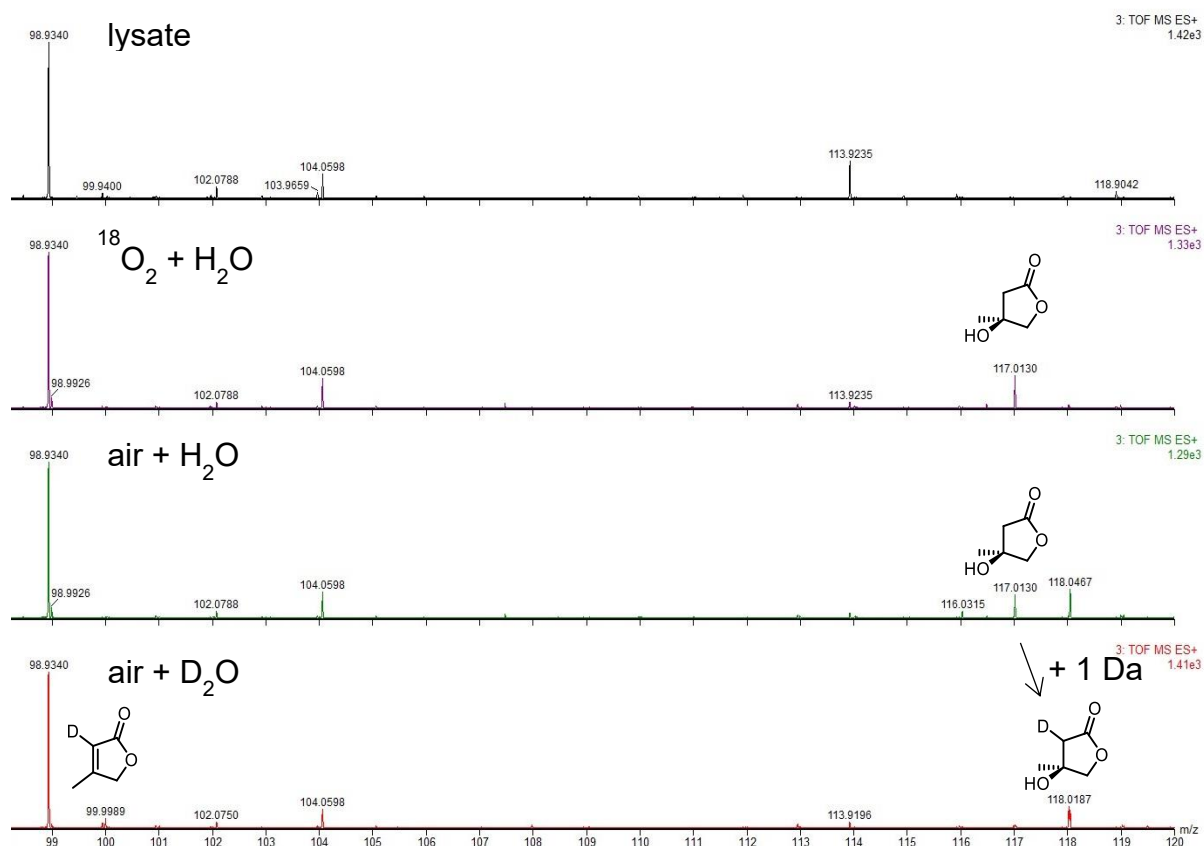 3: TOF MS ES+
1.42e3
lysate
98.9340
99.9400
102.0788
103.9659
104.0598
113.9235
118.9042
3: TOF MS ES+
1.33e3
18O2 + H2O
98.9340
98.9926
102.0788
104.0598
113.9235
117.0130
O
O
HO
3: TOF MS ES+
1.29e3
air + H2O
98.9340
98.9926
102.0788
104.0598
116.0315
117.0130
118.0467
O
O
HO
3: TOF MS ES+
1.41e3
air + D2O
+ 1 Da
98.9340
D
O
O
99.9989
102.0750
104.0598
113.9196
118.0187
D
O
O
HO
m/z
99 100 101 102 103 104 105 106 107 108 109 110 111 112 113 114 115 116 117 118 119 120